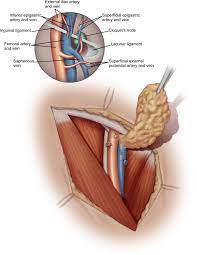 External iliac artery
and vein
Inferior epigastric
artery and vein
Inguinal ligament
Femoral artery
and vein
Saphenous
vein
Superficial epigastric
artery and vein
Cloquet's node
Lacunar ligament
Superficial external
pudendal artery and vein